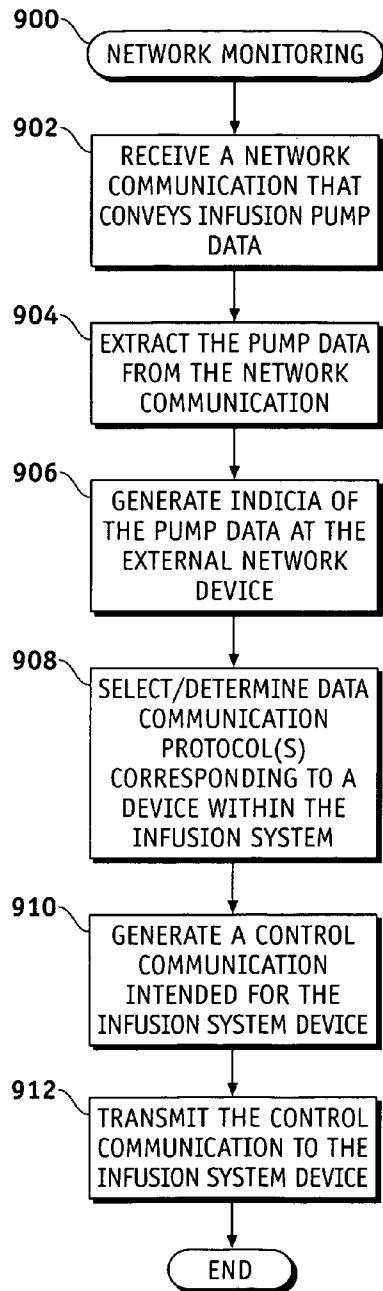 900
NETWORK MONITORING
902
RECEIVE A NETWORK
COMMUNICATION THAT
CONVEYS INFUSION PUMP
DATA
904
EXTRACT THE PUMP DATA
FROM THE NETWORK
COMMUNICATION
906
GENERATE INDICIA OF
THE PUMP DATA AT THE
EXTERNAL NETWORK
DEVICE
908
SELECT/DETERMINE DATA
COMMUNICATION
PROTOCOL(S)
CORRESPONDING TO A
DEVICE WITHIN THE
INFUSION SYSTEM
910
GENERATE A CONTROL
COMMUNICATION
INTENDED FOR THE
INFUSION SYSTEM DEVICE
912
TRANSMIT THE CONTROL
COMMUNICATION TO THE
INFUSION SYSTEM DEVICE
END